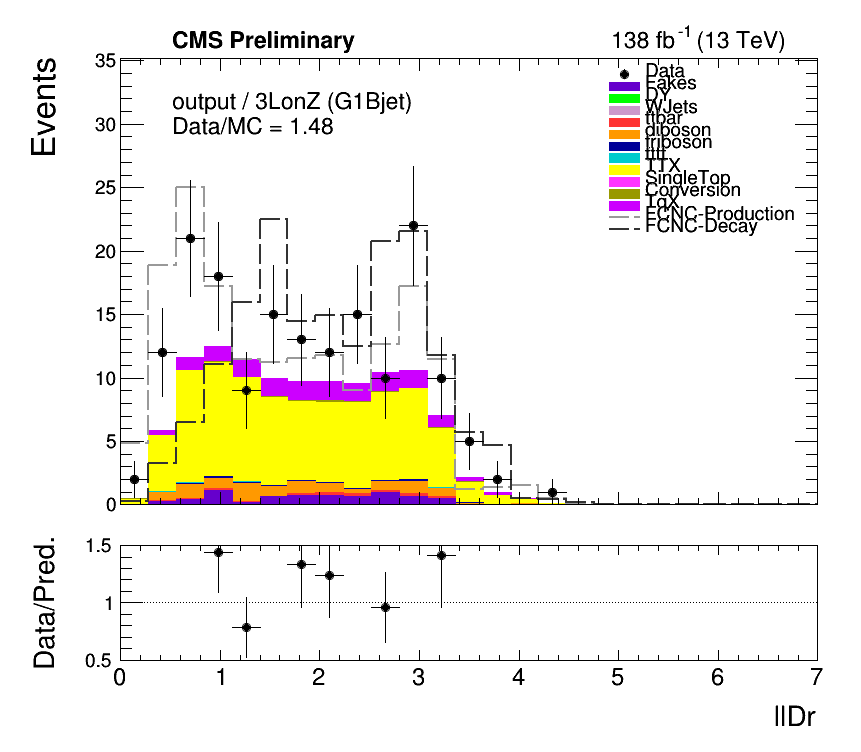 CMS Preliminary
138 fb⁻¹ (13 TeV)
Events
35
30
25
20
15
10
5
0
output / 3LonZ (G1Bjet)
Data/MC = 1.48
Data
Fakes
DY
WJets
ttbar
diboson
triboson
tttt
TTX
SingleTop
Conversion
TqX
FCNC-Production
FCNC-Decay
Data/Pred.
1.5
1
0.5
0 1 2 3 4 5 6 7
llDr